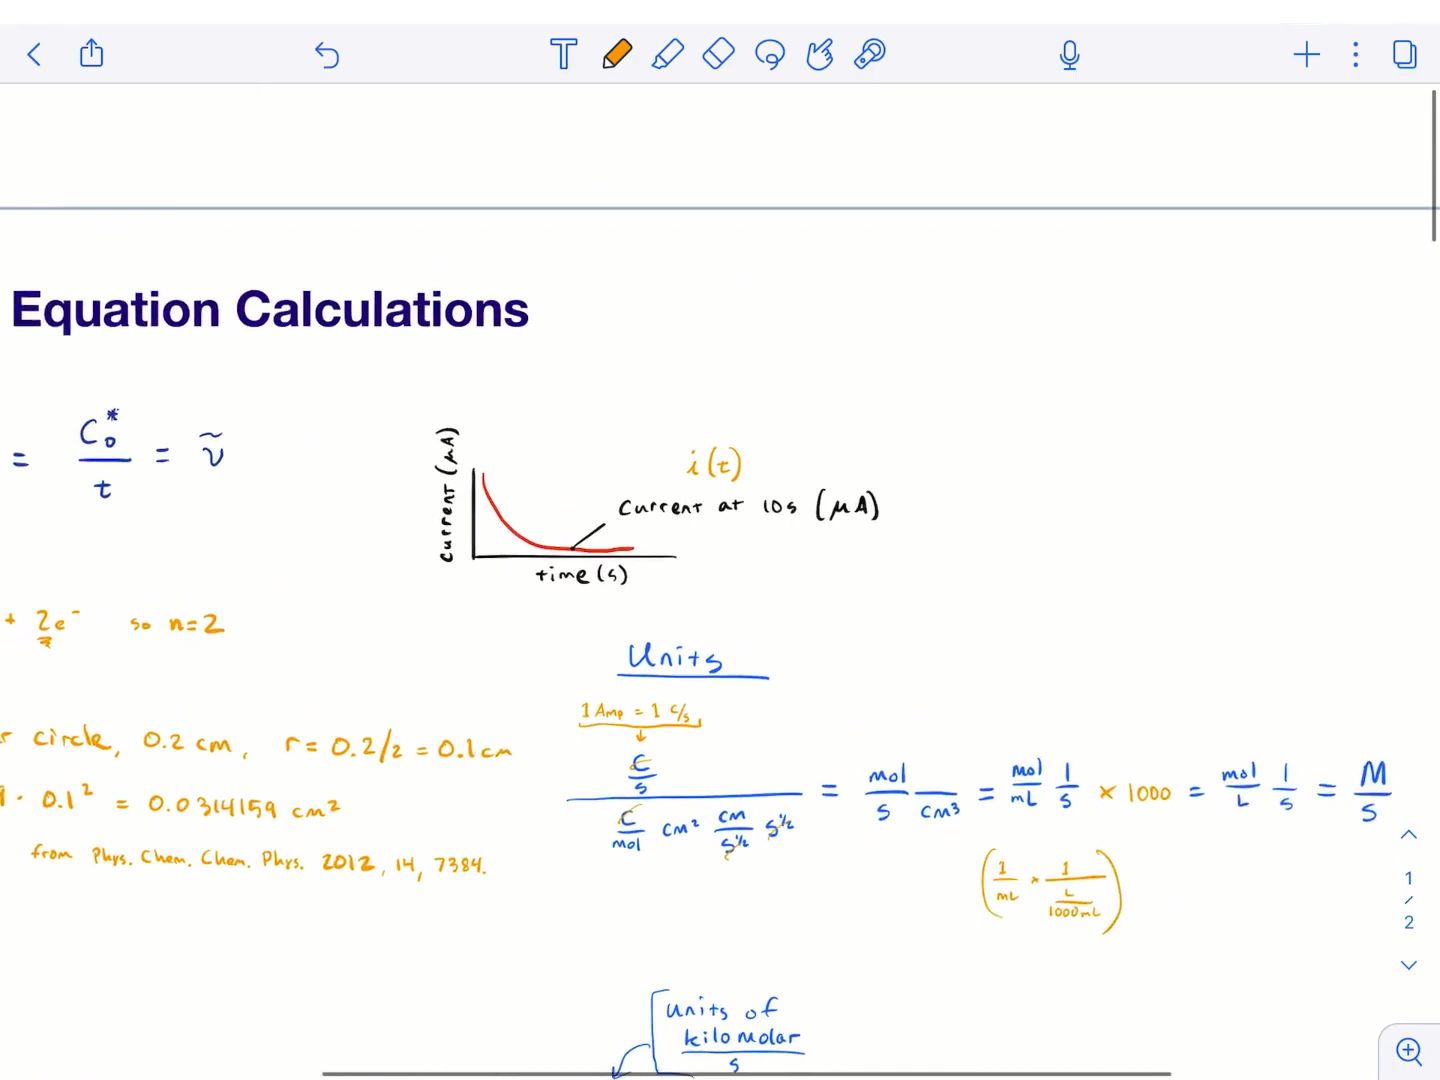 Equation Calculations
= C₀* / t = ṽ
current (μA)
i(t)
Current at 10s (μA)
time (s)
+ 2e⁻ so n=2
Units
1 Amp = 1 C/s
circle, 0.2 cm, r = 0.2/2 = 0.1 cm
C/s / (C/mol cm² cm/s^½ s^½) = mol/s 1/cm³ = mol/mL 1/s × 1000 = mol/L 1/s = M/s
· 0.1² = 0.0314159 cm²
from Phys. Chem. Chem. Phys. 2012, 14, 7384.
(1/mL × 1/(L/1000mL))
1
/
2
units of
kilomolar
s